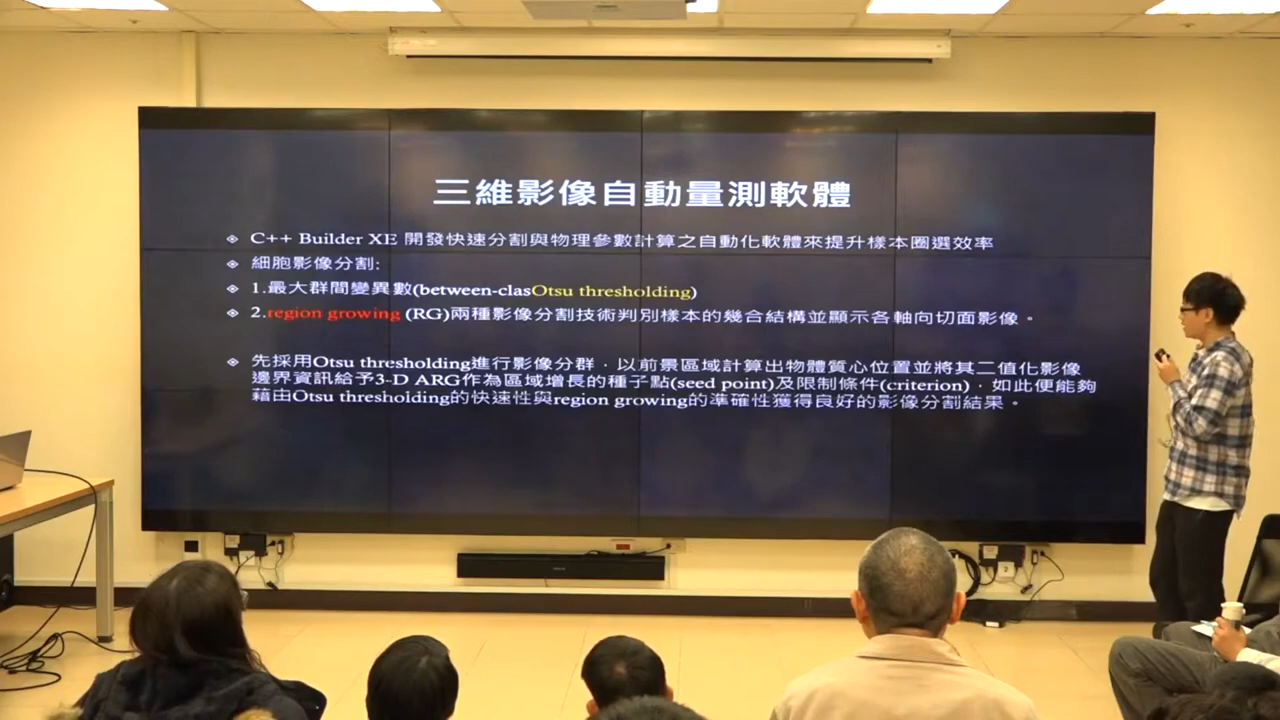 三維影像自動量測軟體
C++ Builder XE 開發快速分割與物理參數計算之自動化軟體來提升樣本圈選效率
細胞影像分割:
1.最大群間變異數(between-clasOtsu thresholding)
2.region growing (RG)兩種影像分割技術判別樣本的幾合結構並顯示各軸向切面影像。
先採用Otsu thresholding進行影像分群，以前景區域計算出物體質心位置並將其二值化影像
邊界資訊給予3-D ARG作為區域增長的種子點(seed point)及限制條件(criterion)，如此便能夠
藉由Otsu thresholding的快速性與region growing的準確性獲得良好的影像分割結果。